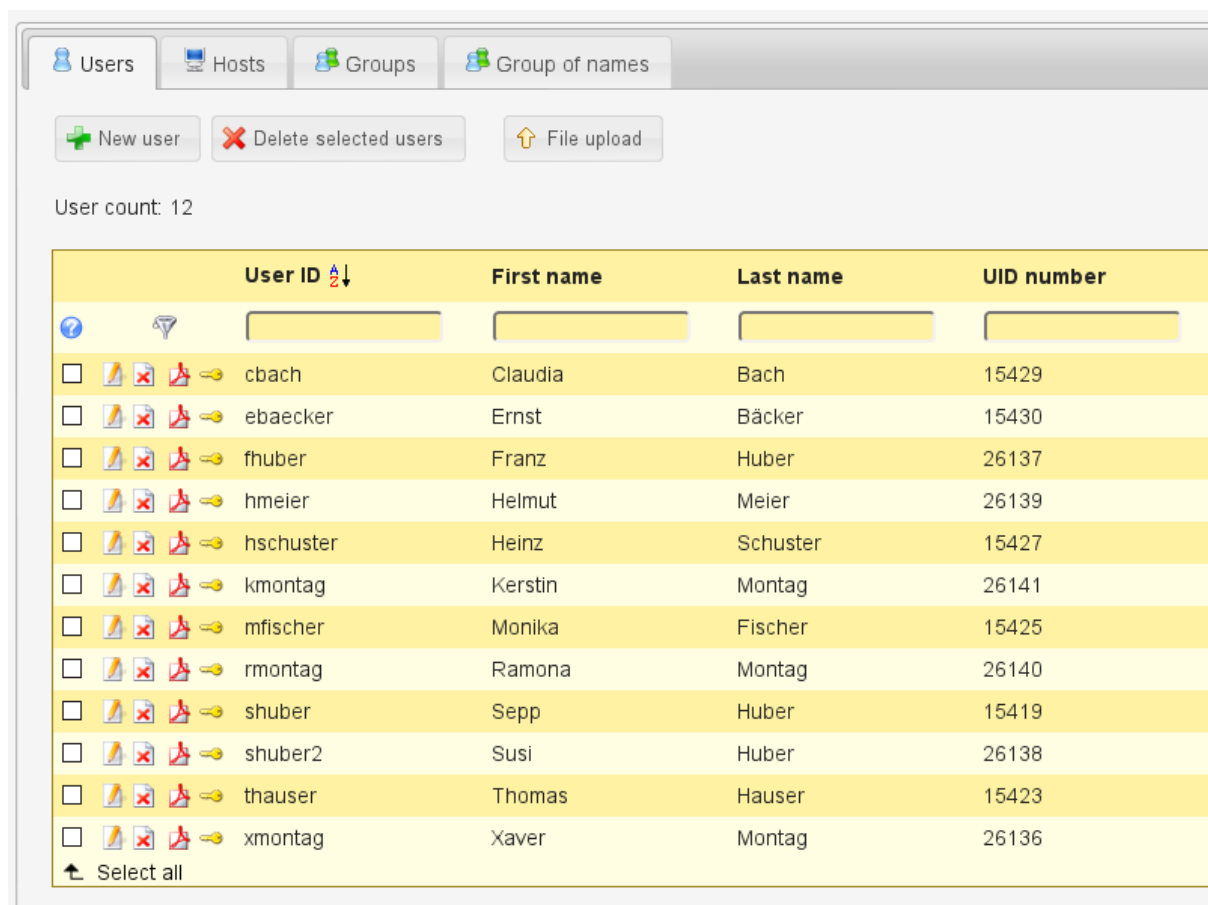 Users Hosts Groups Group of names
New user Delete selected users File upload
User count: 12
User ID First name Last name UID number
cbach Claudia Bach 15429
ebaecker Ernst Bäcker 15430
fhuber Franz Huber 26137
hmeier Helmut Meier 26139
hschuster Heinz Schuster 15427
kmontag Kerstin Montag 26141
mfischer Monika Fischer 15425
rmontag Ramona Montag 26140
shuber Sepp Huber 15419
shuber2 Susi Huber 26138
thauser Thomas Hauser 15423
xmontag Xaver Montag 26136
Select all